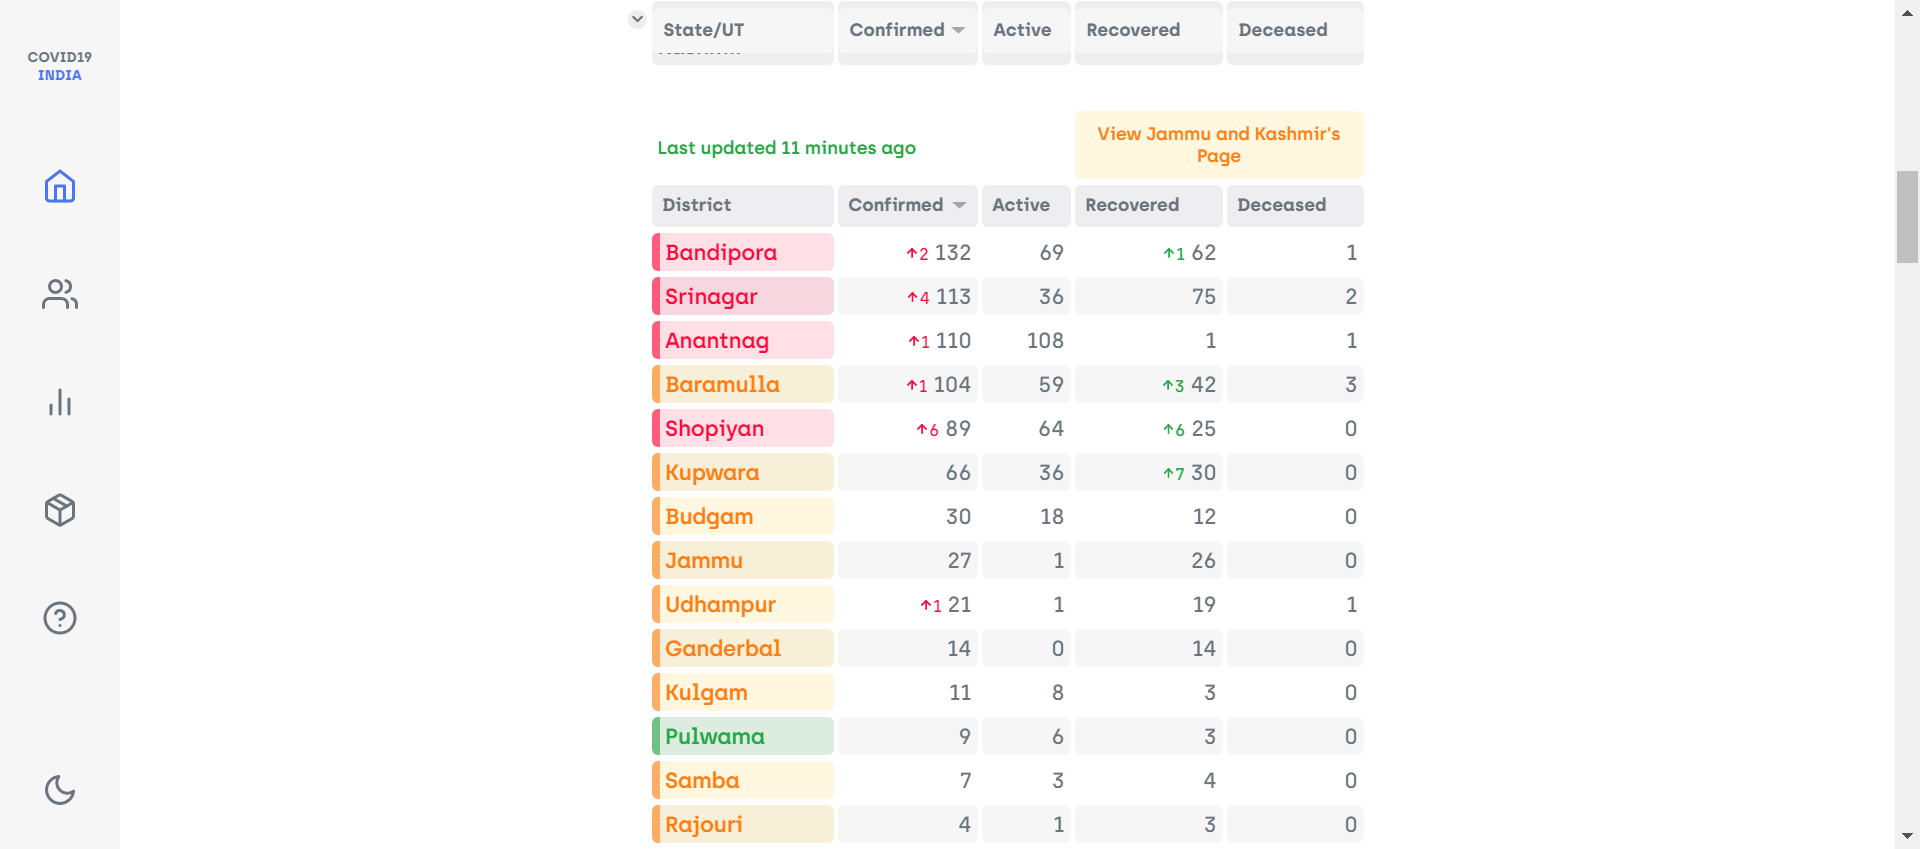 COVID19
INDIA
State/UT Confirmed Active Recovered Deceased
Last updated 11 minutes ago
View Jammu and Kashmir's
Page
District Confirmed Active Recovered Deceased
Bandipora ↑2 132 69 ↑1 62 1
Srinagar ↑4 113 36 75 2
Anantnag ↑1 110 108 1 1
Baramulla ↑1 104 59 ↑3 42 3
Shopiyan ↑6 89 64 ↑6 25 0
Kupwara 66 36 ↑7 30 0
Budgam 30 18 12 0
Jammu 27 1 26 0
Udhampur ↑1 21 1 19 1
Ganderbal 14 0 14 0
Kulgam 11 8 3 0
Pulwama 9 6 3 0
Samba 7 3 4 0
Rajouri 4 1 3 0